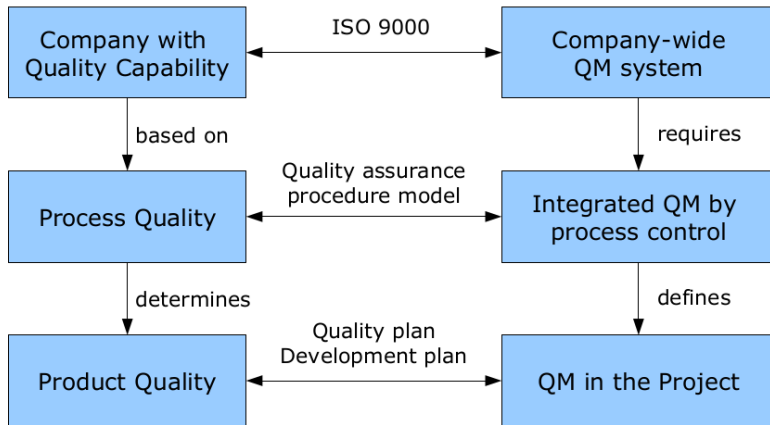 Company with
Quality Capability
ISO 9000
Company-wide
QM system
based on
requires
Process Quality
Quality assurance
procedure model
Integrated QM by
process control
determines
defines
Product Quality
Quality plan
Development plan
QM in the Project